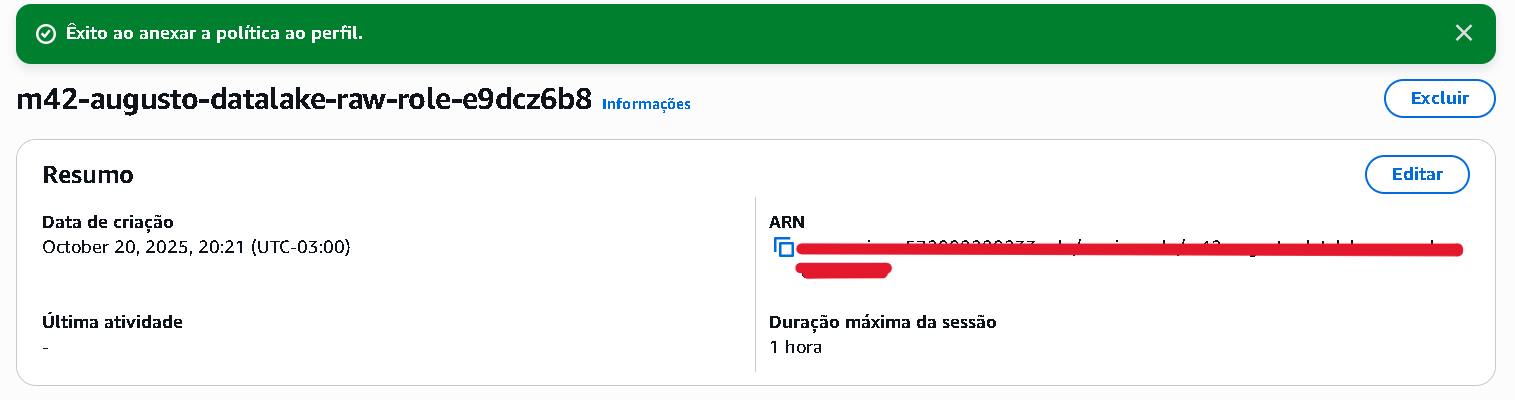 Êxito ao anexar a política ao perfil.
m42-augusto-datalake-raw-role-e9dcz6b8 Informações
Excluir
Resumo
Editar
Data de criação
October 20, 2025, 20:21 (UTC-03:00)
ARN
Última atividade
-
Duração máxima da sessão
1 hora